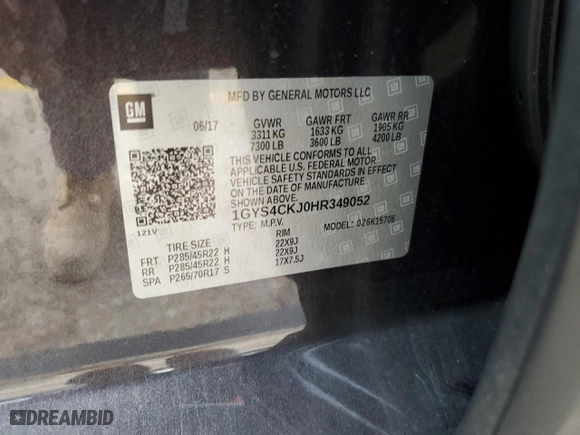 GM
MFD BY GENERAL MOTORS LLC
06/17 GVWR GAWR FRT GAWR RR
3311 KG 1633 KG 1905 KG
7300 LB 3600 LB 4200 LB
THIS VEHICLE CONFORMS TO ALL
APPLICABLE U.S. FEDERAL MOTOR
VEHICLE SAFETY STANDARDS IN EFFECT
ON THE DATE OF MANUFACTURE
SHOWN ABOVE.
1GYS4CKJ0HR349052
TYPE: M.P.V. MODEL: 026K15706
121V
TIRE SIZE RIM
FRT P285/45R22 H 22X9J
RR P285/45R22 H 22X9J
SPA P265/70R17 S 17X7.5J
DREAMBID